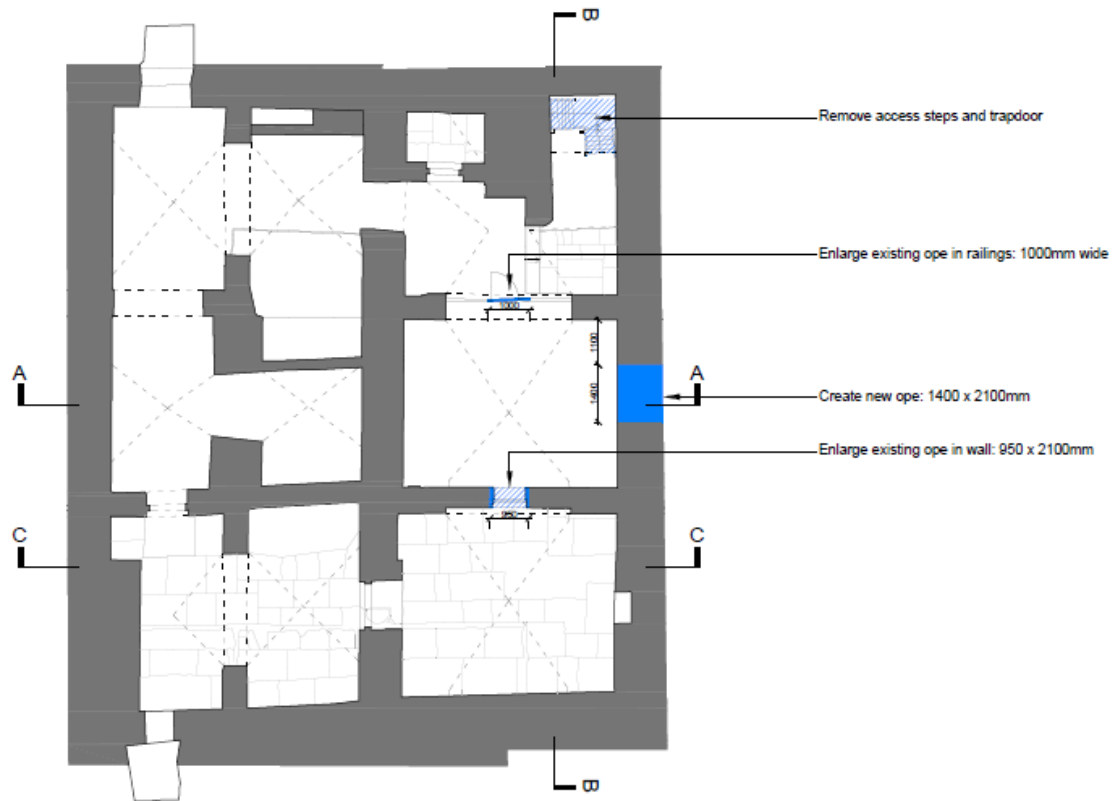 B
Remove access steps and trapdoor
Enlarge existing ope in railings: 1000mm wide
1000
1100
A
A
1400
Create new ope: 1400 x 2100mm
Enlarge existing ope in wall: 950 x 2100mm
950
C
C
B